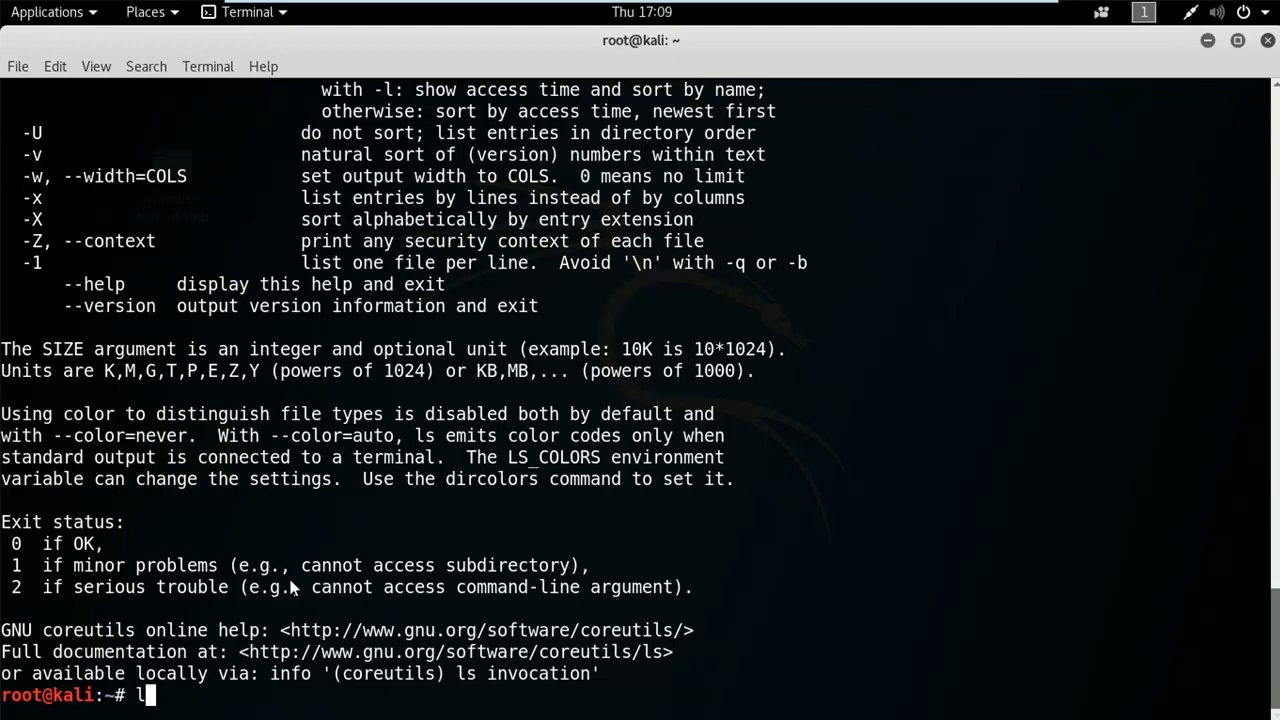 Applications Places Terminal Thu 17:09 1
root@kali: ~
File Edit View Search Terminal Help
with -l: show access time and sort by name;
otherwise: sort by access time, newest first
-U do not sort; list entries in directory order
-v natural sort of (version) numbers within text
-w, --width=COLS set output width to COLS.  0 means no limit
-x list entries by lines instead of by columns
-X sort alphabetically by entry extension
-Z, --context print any security context of each file
-1 list one file per line.  Avoid '\n' with -q or -b
--help display this help and exit
--version output version information and exit
The SIZE argument is an integer and optional unit (example: 10K is 10*1024).
Units are K,M,G,T,P,E,Z,Y (powers of 1024) or KB,MB,... (powers of 1000).
Using color to distinguish file types is disabled both by default and
with --color=never.  With --color=auto, ls emits color codes only when
standard output is connected to a terminal.  The LS_COLORS environment
variable can change the settings.  Use the dircolors command to set it.
Exit status:
0 if OK,
1 if minor problems (e.g., cannot access subdirectory),
2 if serious trouble (e.g., cannot access command-line argument).
GNU coreutils online help: <http://www.gnu.org/software/coreutils/>
Full documentation at: <http://www.gnu.org/software/coreutils/ls>
or available locally via: info '(coreutils) ls invocation'
root@kali:~# l